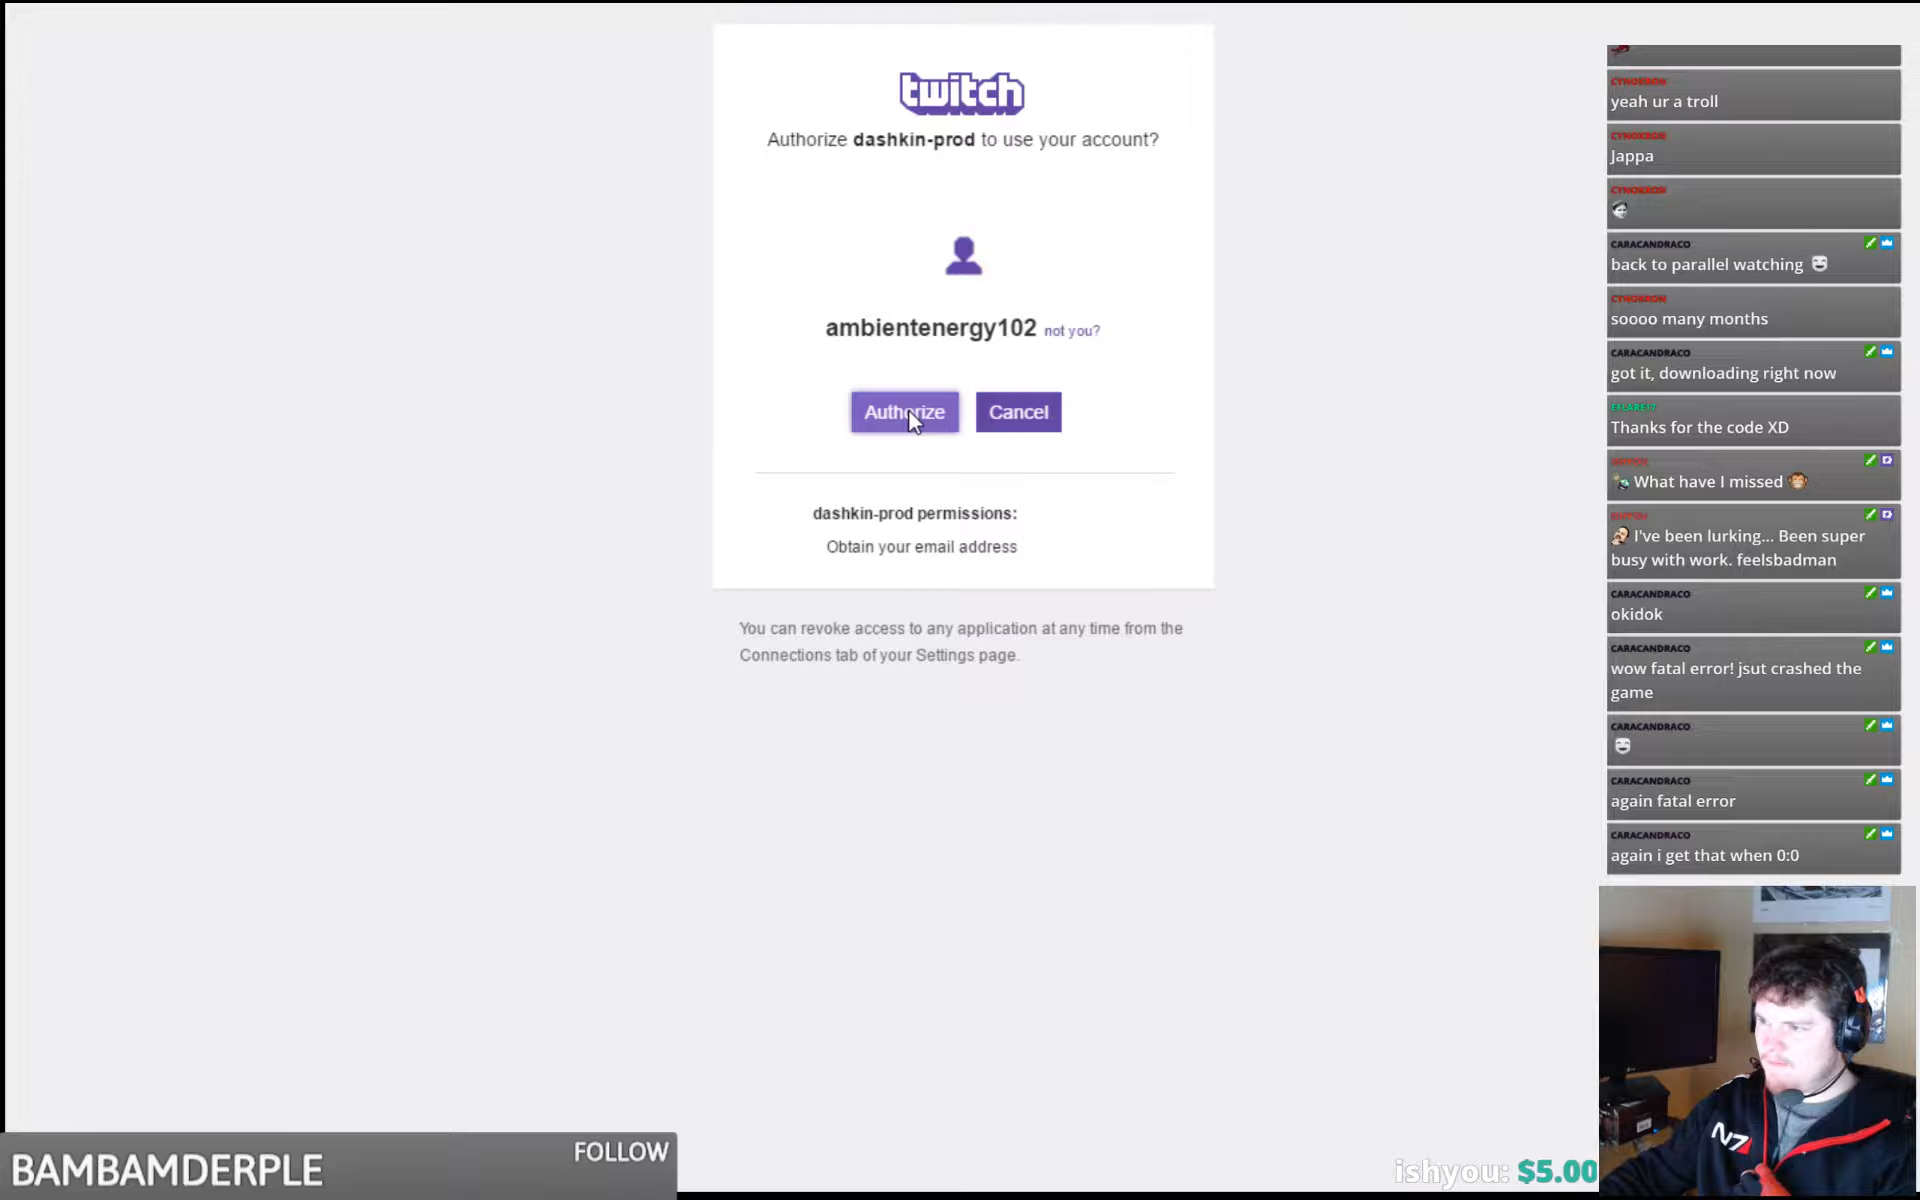 twitch
Authorize dashkin-prod to use your account?
ambientenergy102 not you?
Authorize Cancel
dashkin-prod permissions:
Obtain your email address
You can revoke access to any application at any time from the
Connections tab of your Settings page.
yeah ur a troll
Jappa
CARACANDRACO
back to parallel watching
soooo many months
CARACANDRACO
got it, downloading right now
EFLARE17
Thanks for the code XD
What have I missed
I've been lurking... Been super
busy with work. feelsbadman
CARACANDRACO
okidok
CARACANDRACO
wow fatal error! jsut crashed the
game
CARACANDRACO
CARACANDRACO
again fatal error
CARACANDRACO
again i get that when 0:0
N7
BAMBAMDERPLE
FOLLOW
ishyou: $5.00